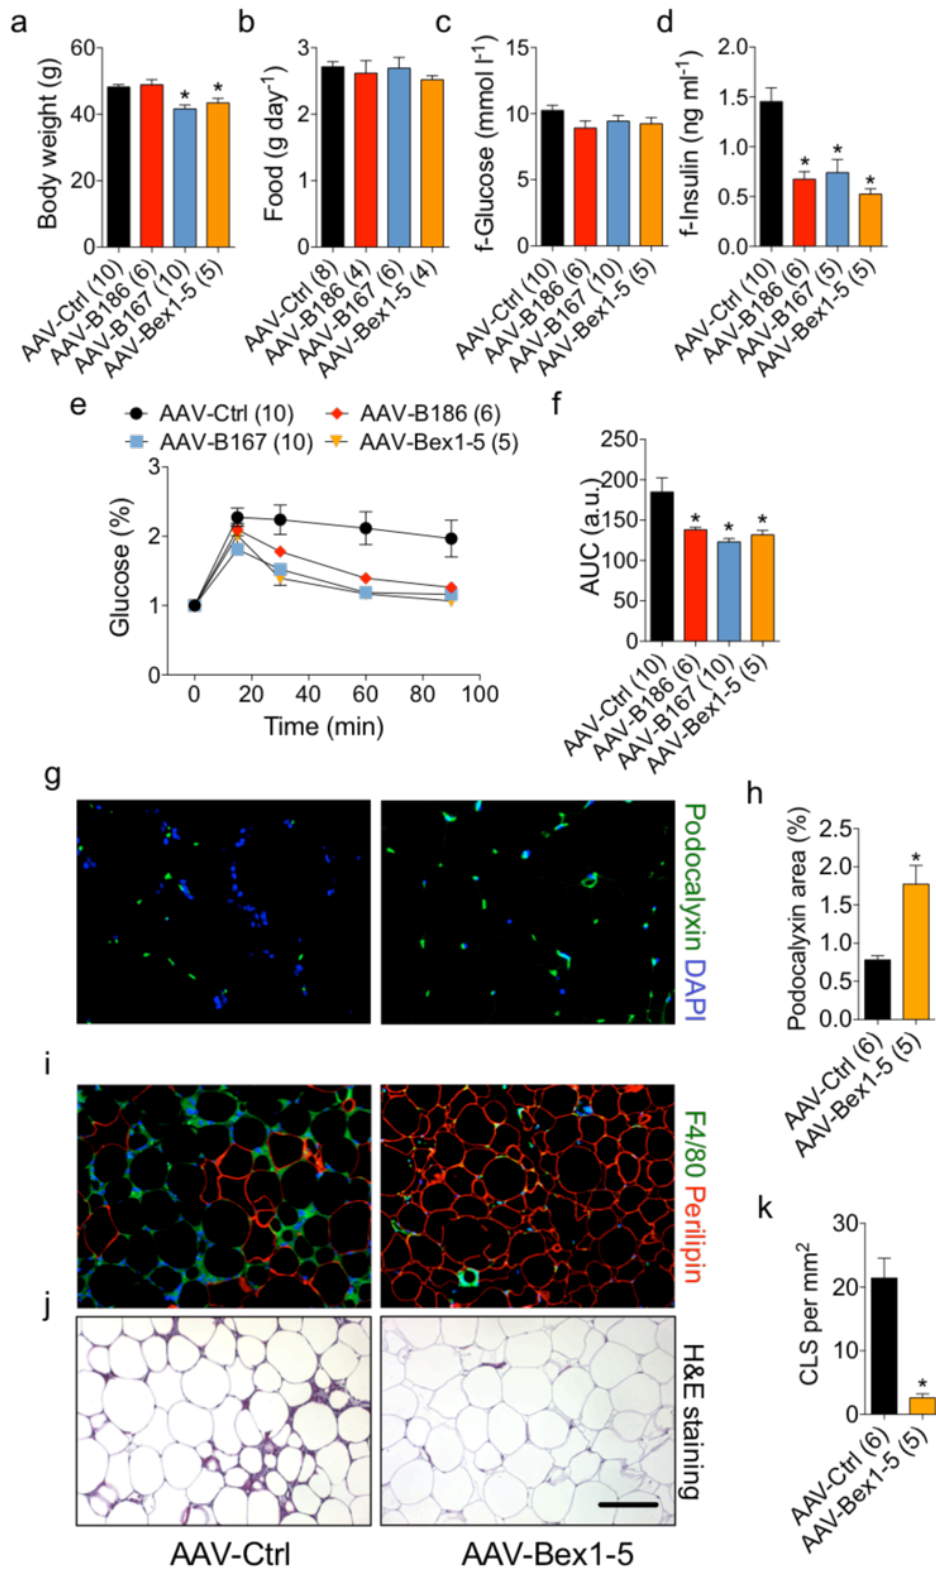 a
Body weight (g)
60
40
20
0
*
*
AAV-Ctrl (10)
AAV-B186 (6)
AAV-B167 (10)
AAV-Bex1-5 (5)
b
Food (g day⁻¹)
3
2
1
0
AAV-Ctrl (8)
AAV-B186 (4)
AAV-B167 (6)
AAV-Bex1-5 (4)
c
f-Glucose (mmol l⁻¹)
15
10
5
0
AAV-Ctrl (10)
AAV-B186 (6)
AAV-B167 (10)
AAV-Bex1-5 (5)
d
f-Insulin (ng ml⁻¹)
2.0
1.5
1.0
0.5
0.0
*
*
*
AAV-Ctrl (10)
AAV-B186 (6)
AAV-B167 (5)
AAV-Bex1-5 (5)
e
AAV-Ctrl (10)
AAV-B186 (6)
AAV-B167 (10)
AAV-Bex1-5 (5)
Glucose (%)
3
2
1
0
0
20
40
60
80
100
Time (min)
f
AUC (a.u.)
250
200
150
100
50
0
*
*
*
AAV-Ctrl (10)
AAV-B186 (6)
AAV-B167 (10)
AAV-Bex1-5 (5)
g
Podocalyxin DAPI
h
Podocalyxin area (%)
2.5
2.0
1.5
1.0
0.5
0.0
*
AAV-Ctrl (6)
AAV-Bex1-5 (5)
i
F4/80 Perilipin
j
H&E staining
AAV-Ctrl
AAV-Bex1-5
k
CLS per mm²
30
20
10
0
*
AAV-Ctrl (6)
AAV-Bex1-5 (5)